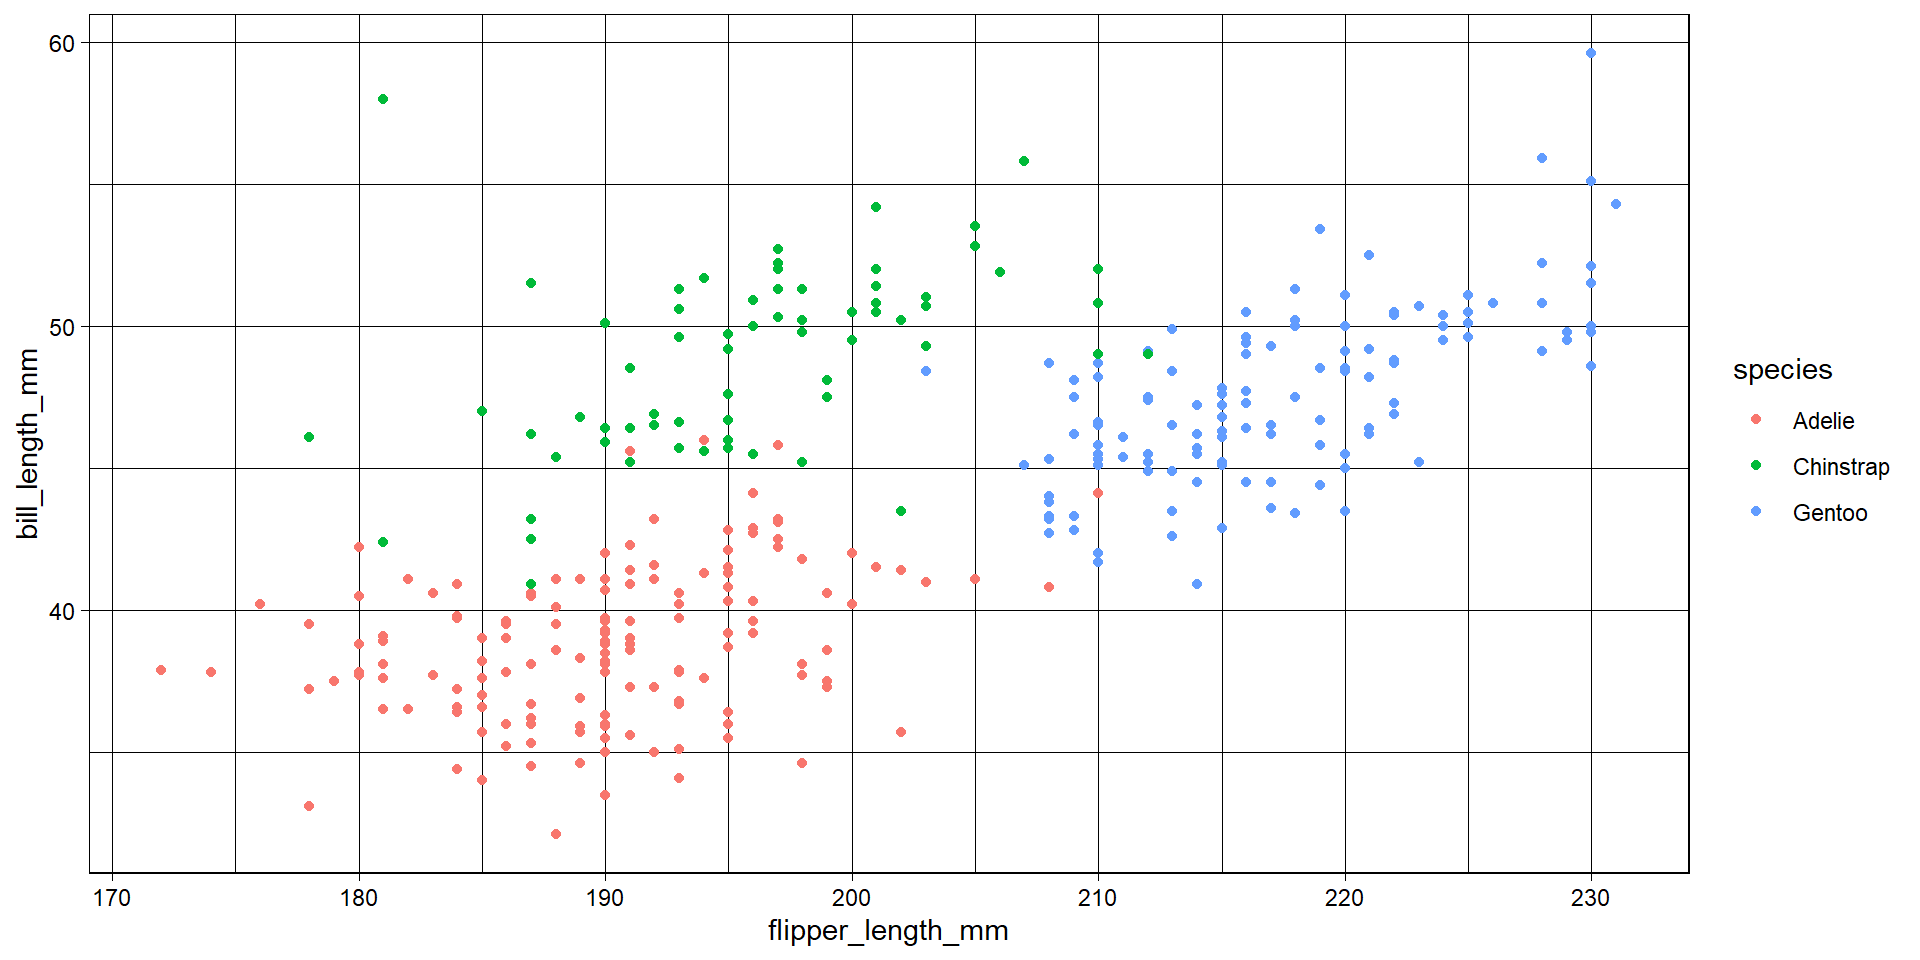 60
50
40
bill_length_mm
170 180 190 200 210 220 230
flipper_length_mm
species
Adelie
Chinstrap
Gentoo